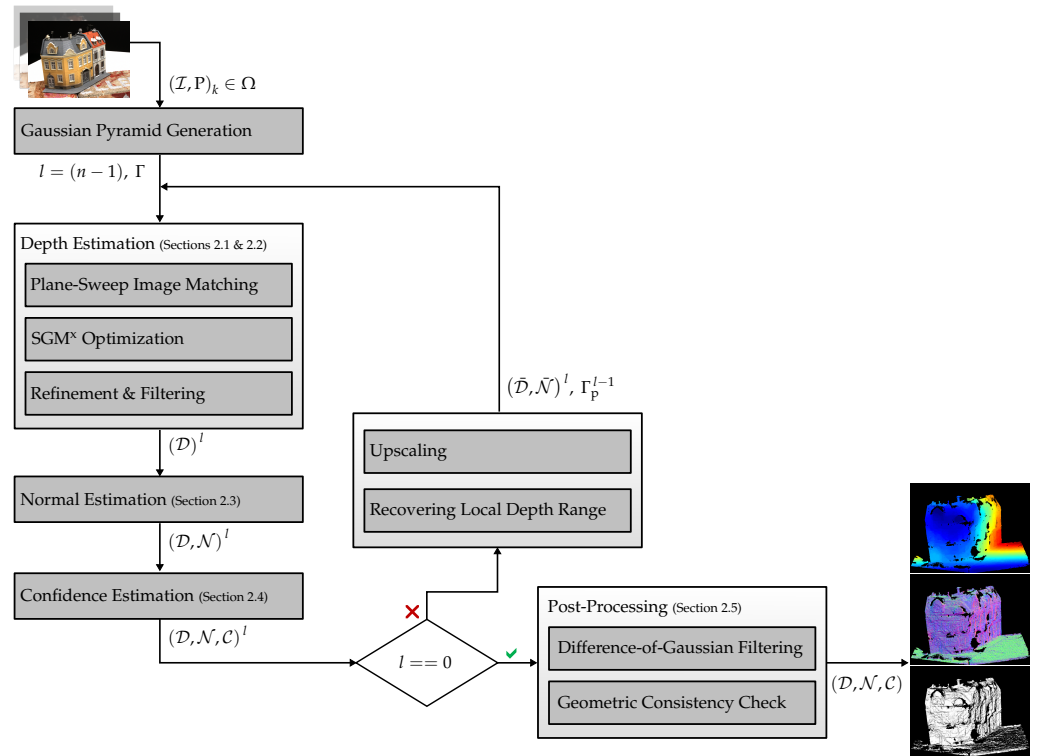 (ℐ, P)ₖ ∈ Ω
Gaussian Pyramid Generation
l = (n − 1), Γ
Depth Estimation (Sections 2.1 & 2.2)
Plane-Sweep Image Matching
SGMˣ Optimization
Refinement & Filtering
(𝒟)ˡ
Normal Estimation (Section 2.3)
(𝒟, 𝒩)ˡ
Confidence Estimation (Section 2.4)
(𝒟, 𝒩, 𝒞)ˡ
(𝒟̄, 𝒩̄)ˡ, Γₚˡ⁻¹
Upscaling
Recovering Local Depth Range
l == 0
Post-Processing (Section 2.5)
Difference-of-Gaussian Filtering
Geometric Consistency Check
(𝒟, 𝒩, 𝒞)